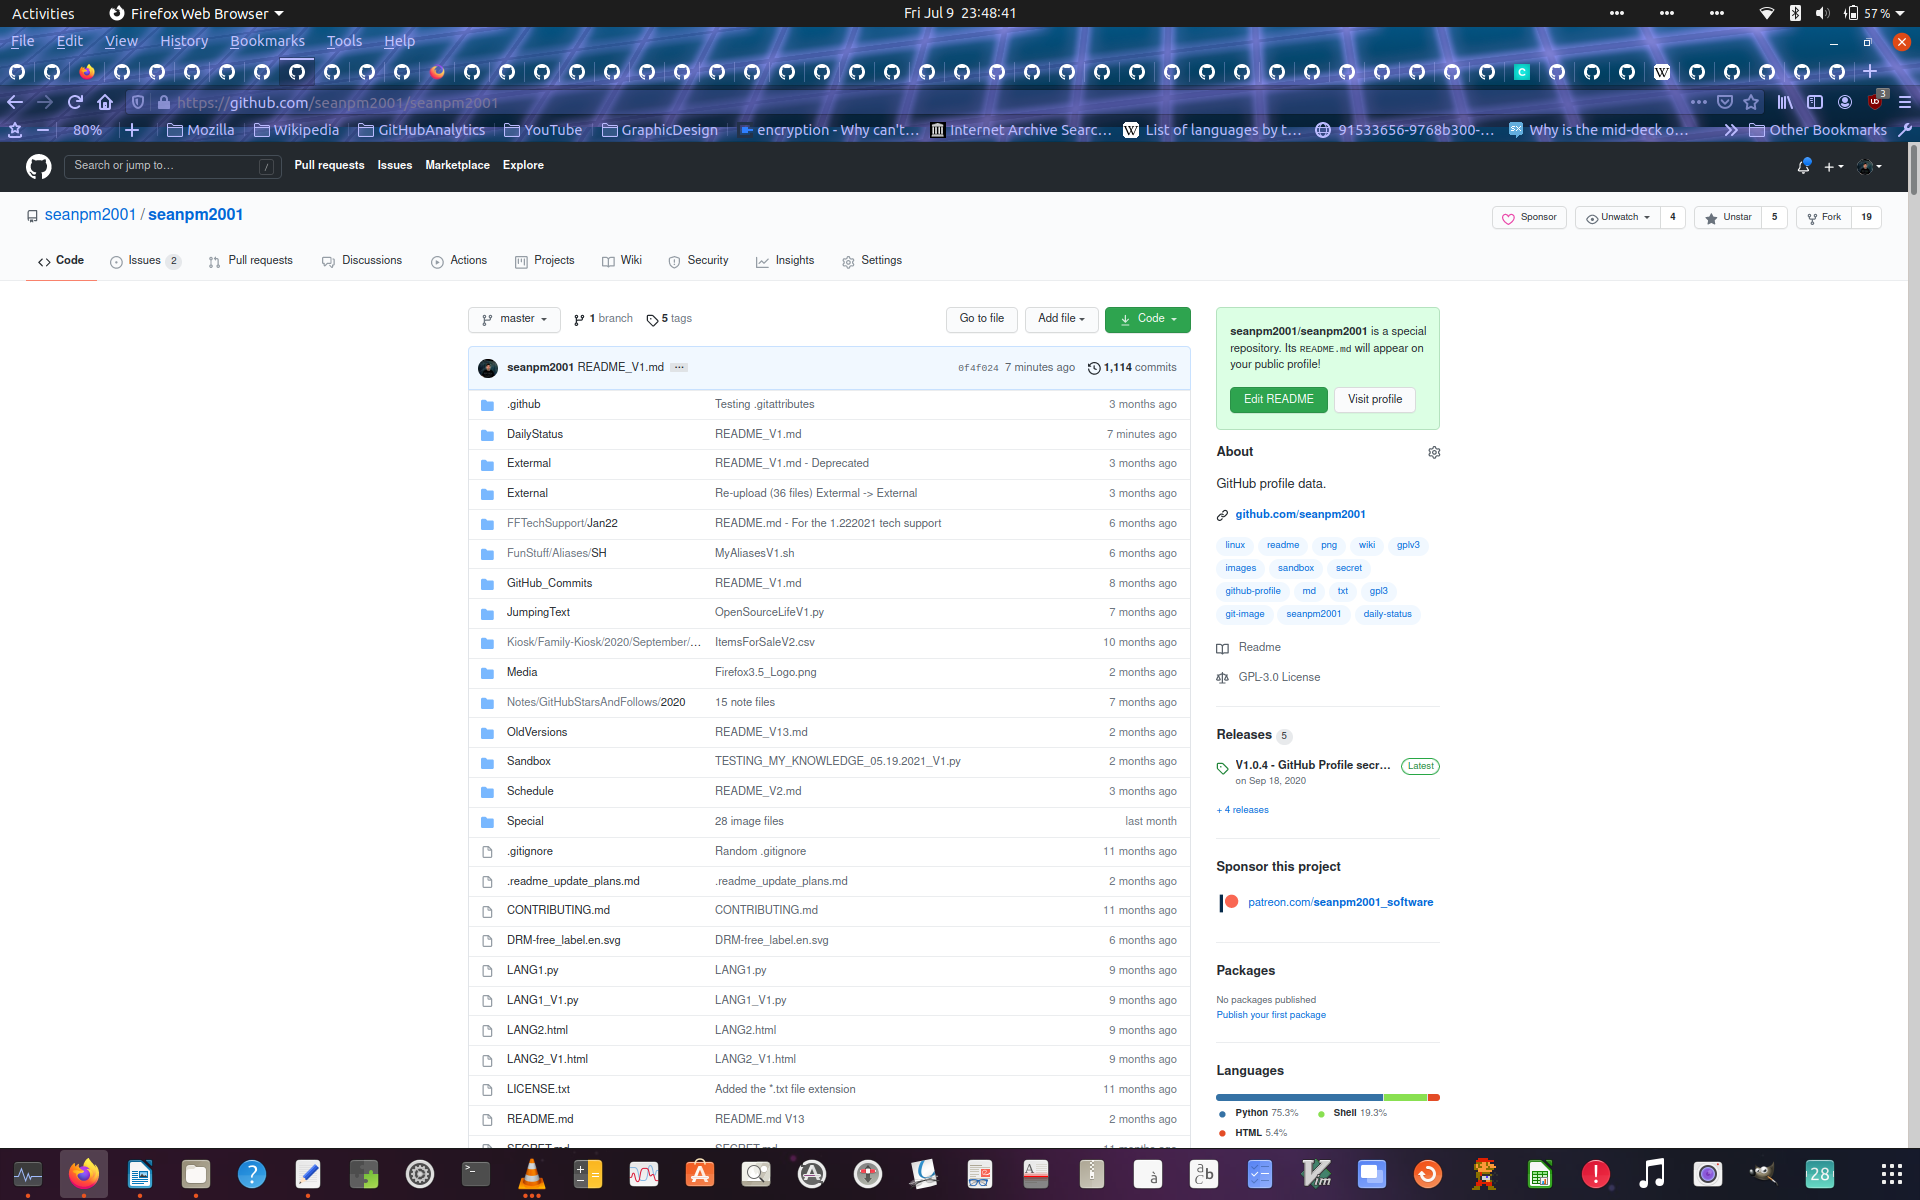 Activities Firefox Web Browser Fri Jul 9 23:48:41 57 %
File Edit View History Bookmarks Tools Help
https://github.com/seanpm2001/seanpm2001 3
80% Mozilla Wikipedia GitHubAnalytics YouTube GraphicDesign encryption - Why can't... Internet Archive Searc... List of languages by t... 91533656-9768b300-... Why is the mid-deck o... Other Bookmarks
Search or jump to... / Pull requests Issues Marketplace Explore
seanpm2001 / seanpm2001 Sponsor Unwatch 4 Unstar 5 Fork 19
Code Issues 2 Pull requests Discussions Actions Projects Wiki Security Insights Settings
master 1 branch 5 tags Go to file Add file Code
seanpm2001 README_V1.md ... 0f4f024 7 minutes ago 1,114 commits
.github Testing .gitattributes 3 months ago
DailyStatus README_V1.md 7 minutes ago
Extermal README_V1.md - Deprecated 3 months ago
External Re-upload (36 files) Extermal -> External 3 months ago
FFTechSupport/Jan22 README.md - For the 1.222021 tech support 6 months ago
FunStuff/Aliases/SH MyAliasesV1.sh 6 months ago
GitHub_Commits README_V1.md 8 months ago
JumpingText OpenSourceLifeV1.py 7 months ago
Kiosk/Family-Kiosk/2020/September/... ItemsForSaleV2.csv 10 months ago
Media Firefox3.5_Logo.png 2 months ago
Notes/GitHubStarsAndFollows/2020 15 note files 7 months ago
OldVersions README_V13.md 2 months ago
Sandbox TESTING_MY_KNOWLEDGE_05.19.2021_V1.py 2 months ago
Schedule README_V2.md 3 months ago
Special 28 image files last month
.gitignore Random .gitignore 11 months ago
.readme_update_plans.md .readme_update_plans.md 2 months ago
CONTRIBUTING.md CONTRIBUTING.md 11 months ago
DRM-free_label.en.svg DRM-free_label.en.svg 6 months ago
LANG1.py LANG1.py 9 months ago
LANG1_V1.py LANG1_V1.py 9 months ago
LANG2.html LANG2.html 9 months ago
LANG2_V1.html LANG2_V1.html 9 months ago
LICENSE.txt Added the *.txt file extension 11 months ago
README.md README.md V13 2 months ago
SECRET.md SECRET.md 11 months ago
seanpm2001/seanpm2001 is a special
repository. Its README.md will appear on
your public profile!
Edit README Visit profile
About
GitHub profile data.
github.com/seanpm2001
linux readme png wiki gplv3
images sandbox secret
github-profile md txt gpl3
git-image seanpm2001 daily-status
Readme
GPL-3.0 License
Releases 5
V1.0.4 - GitHub Profile secr... Latest
on Sep 18, 2020
+ 4 releases
Sponsor this project
patreon.com/seanpm2001_software
Packages
No packages published
Publish your first package
Languages
Python 75.3% Shell 19.3%
HTML 5.4%
28